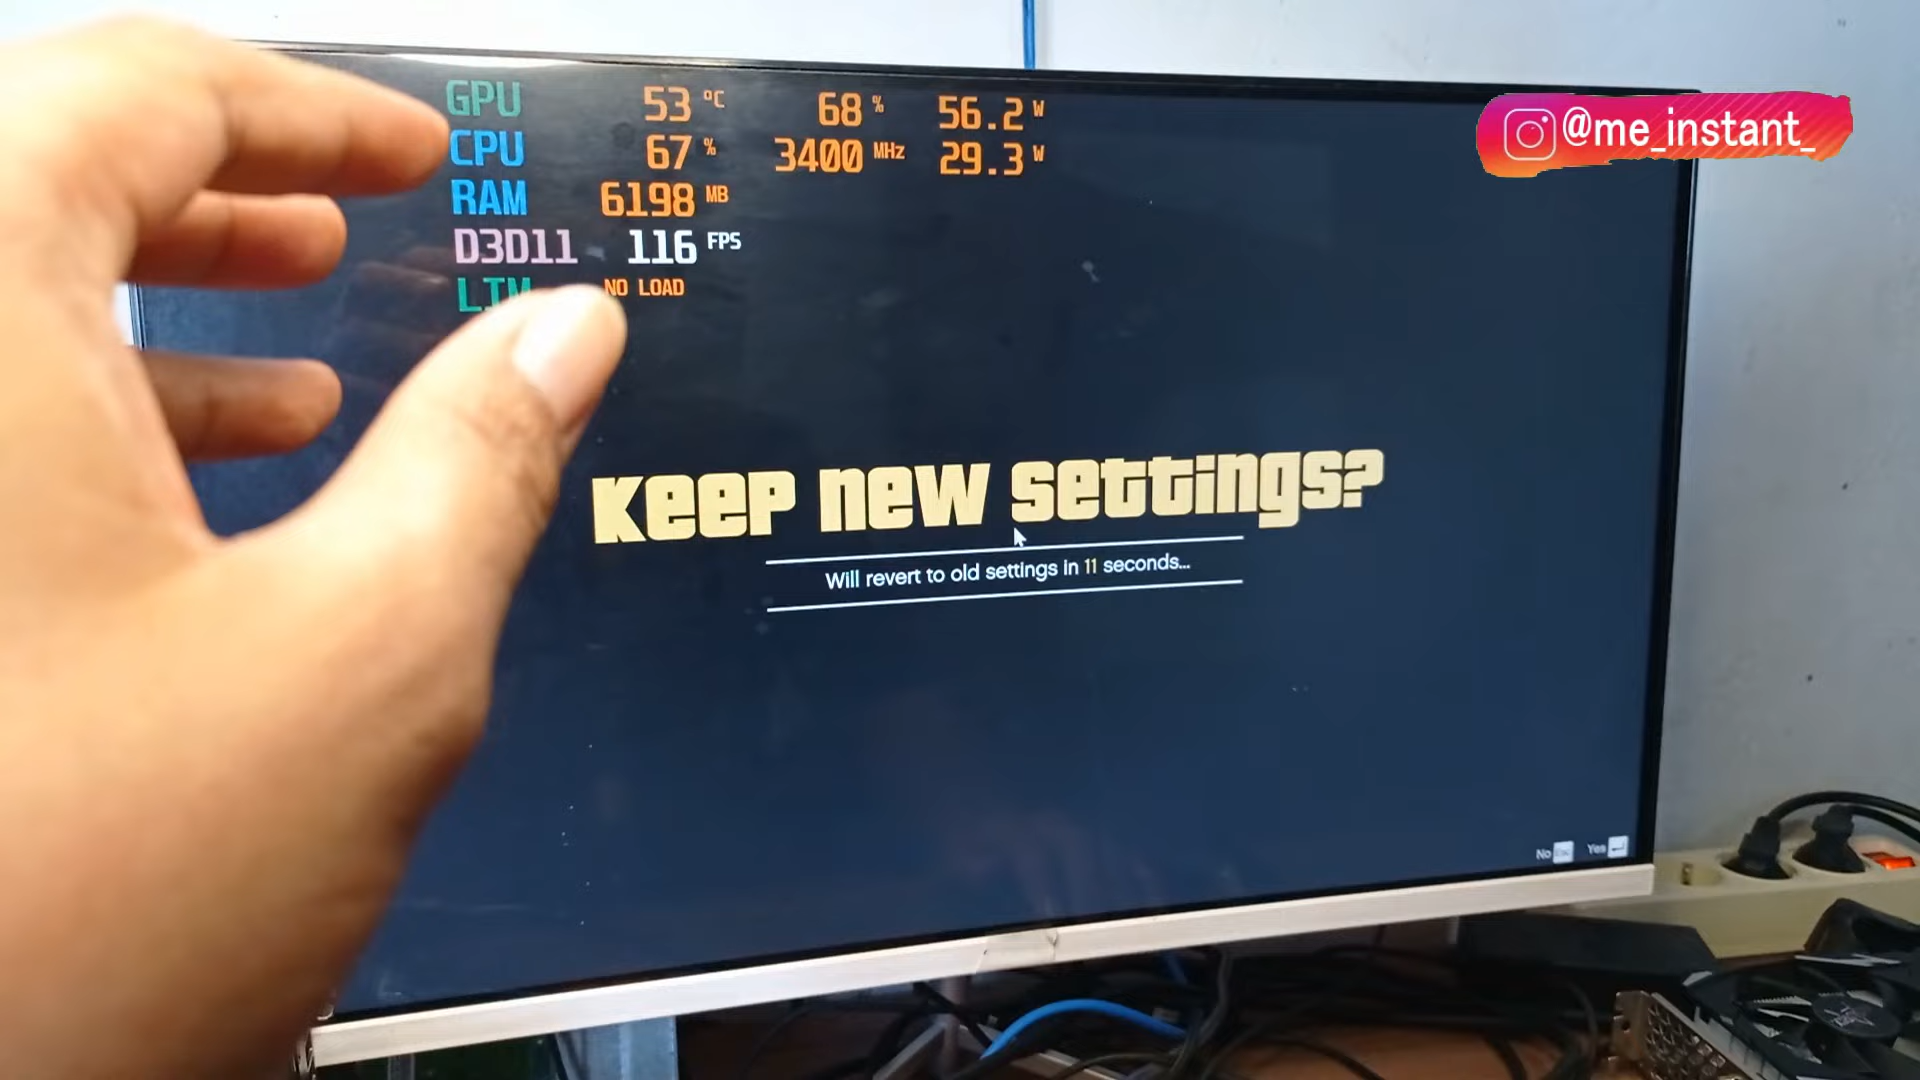 GPU 53 °C 68 % 56.2 W
CPU 67 % 3400 MHz 29.3 W
RAM 6198 MB
D3D11 116 FPS
NO LOAD
@me_instant_
Keep new settings?
Will revert to old settings in 11 seconds...
No Esc Yes